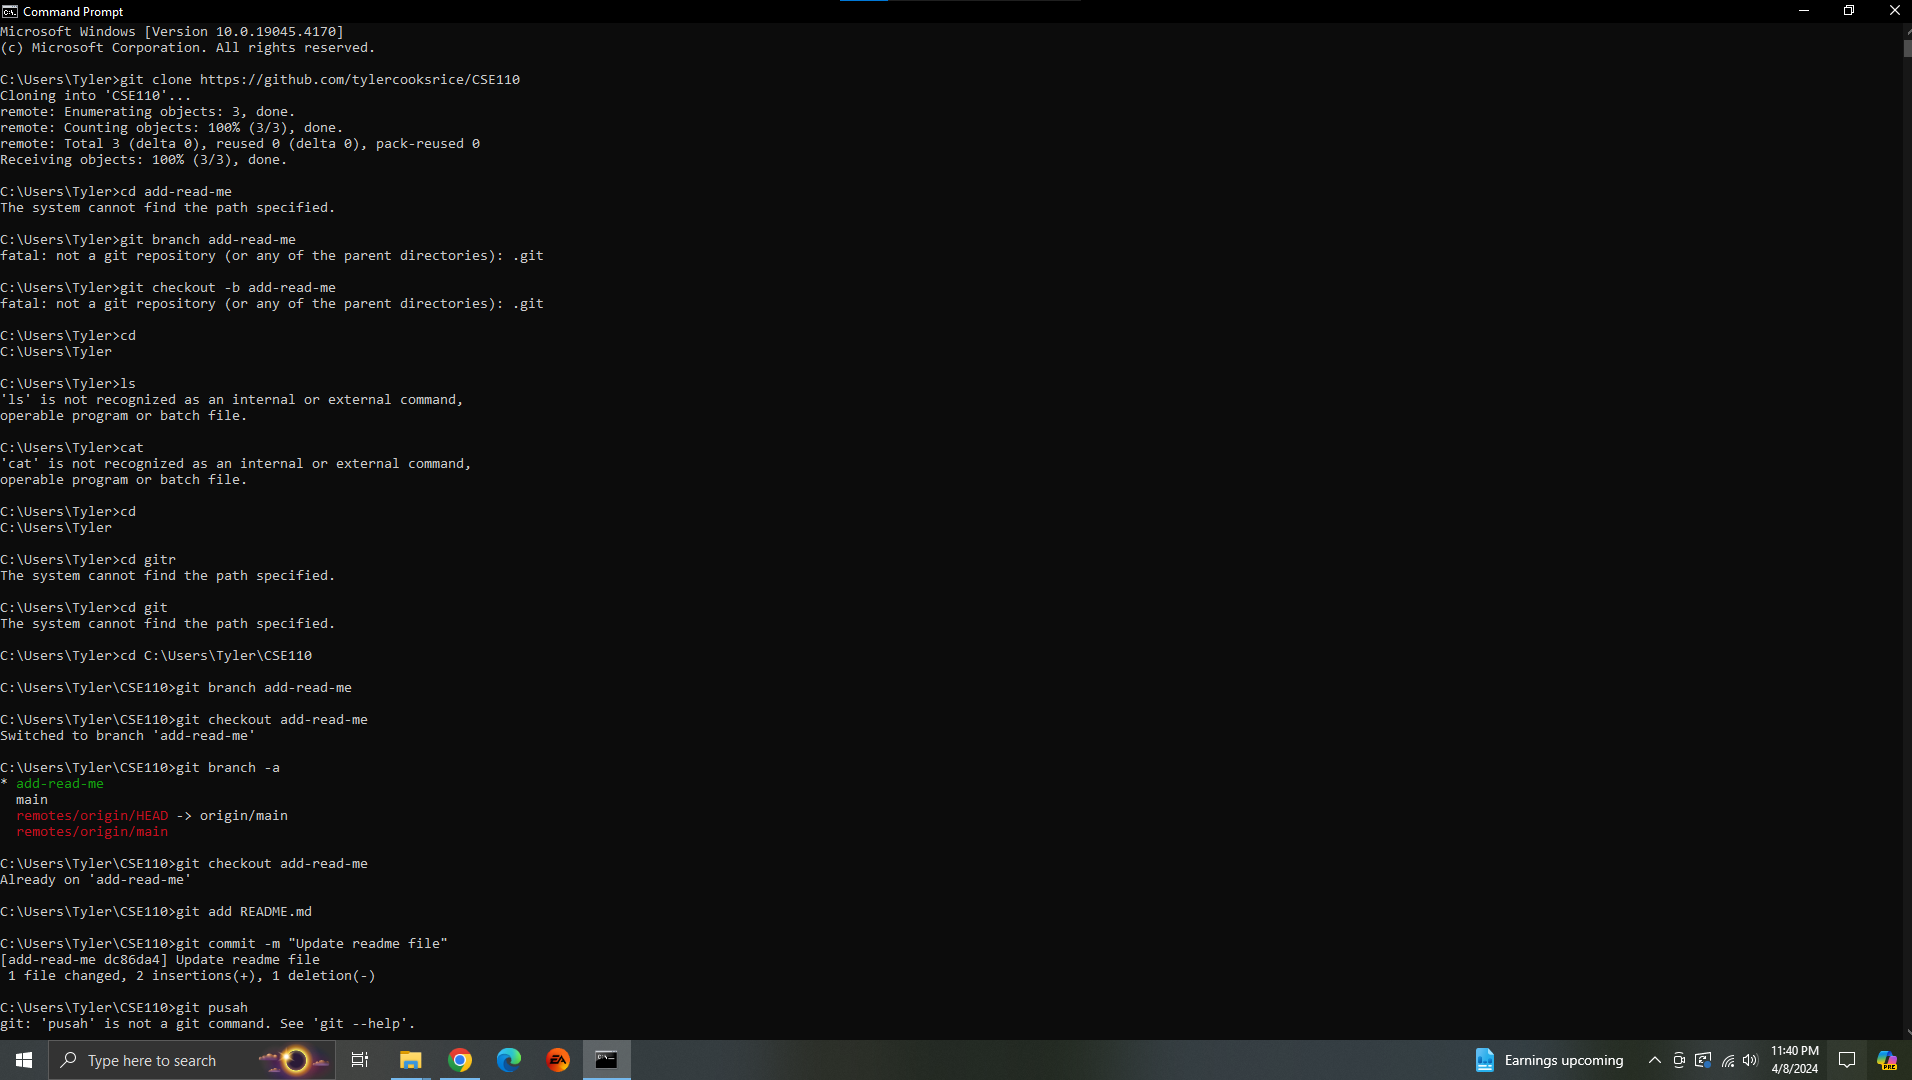 Command Prompt
Microsoft Windows [Version 10.0.19045.4170]
(c) Microsoft Corporation. All rights reserved.
C:\Users\Tyler>git clone https://github.com/tylercooksrice/CSE110
Cloning into 'CSE110'...
remote: Enumerating objects: 3, done.
remote: Counting objects: 100% (3/3), done.
remote: Total 3 (delta 0), reused 0 (delta 0), pack-reused 0
Receiving objects: 100% (3/3), done.
C:\Users\Tyler>cd add-read-me
The system cannot find the path specified.
C:\Users\Tyler>git branch add-read-me
fatal: not a git repository (or any of the parent directories): .git
C:\Users\Tyler>git checkout -b add-read-me
fatal: not a git repository (or any of the parent directories): .git
C:\Users\Tyler>cd
C:\Users\Tyler
C:\Users\Tyler>ls
'ls' is not recognized as an internal or external command,
operable program or batch file.
C:\Users\Tyler>cat
'cat' is not recognized as an internal or external command,
operable program or batch file.
C:\Users\Tyler>cd
C:\Users\Tyler
C:\Users\Tyler>cd gitr
The system cannot find the path specified.
C:\Users\Tyler>cd git
The system cannot find the path specified.
C:\Users\Tyler>cd C:\Users\Tyler\CSE110
C:\Users\Tyler\CSE110>git branch add-read-me
C:\Users\Tyler\CSE110>git checkout add-read-me
Switched to branch 'add-read-me'
C:\Users\Tyler\CSE110>git branch -a
* add-read-me
main
remotes/origin/HEAD -> origin/main
remotes/origin/main
C:\Users\Tyler\CSE110>git checkout add-read-me
Already on 'add-read-me'
C:\Users\Tyler\CSE110>git add README.md
C:\Users\Tyler\CSE110>git commit -m "Update readme file"
[add-read-me dc86da4] Update readme file
1 file changed, 2 insertions(+), 1 deletion(-)
C:\Users\Tyler\CSE110>git pusah
git: 'pusah' is not a git command. See 'git --help'.
Type here to search
EA
Earnings upcoming
11:40 PM
4/8/2024
PRE